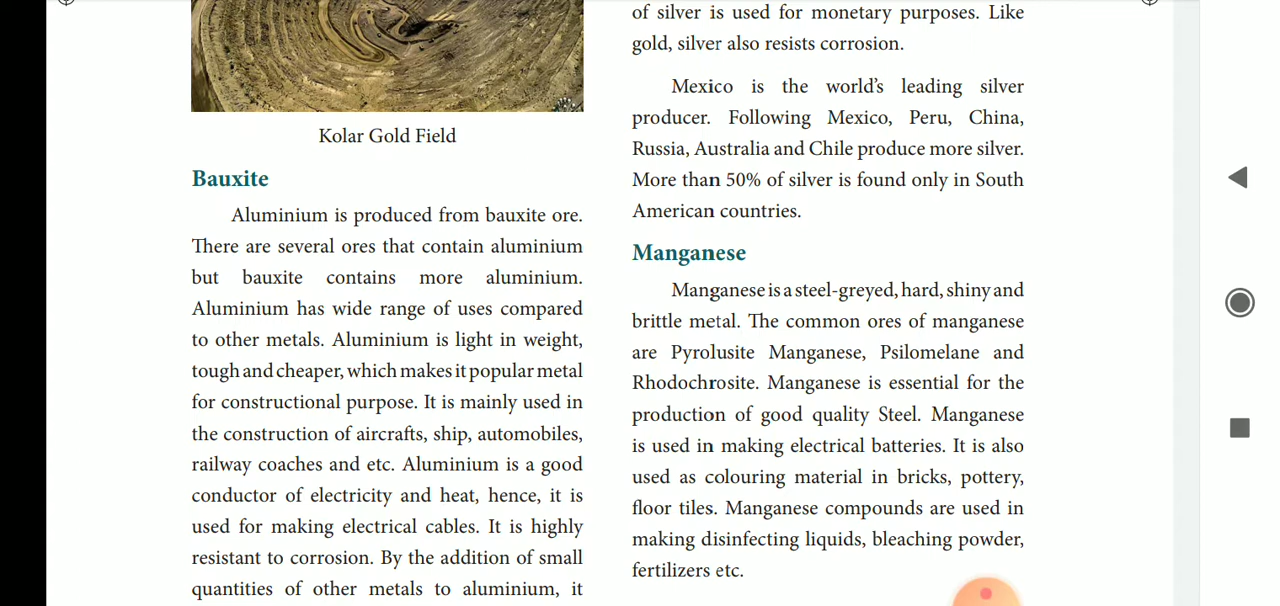 Kolar Gold Field
Bauxite
Aluminium is produced from bauxite ore.
There are several ores that contain aluminium
but bauxite contains more aluminium.
Aluminium has wide range of uses compared
to other metals. Aluminium is light in weight,
tough and cheaper, which makes it popular metal
for constructional purpose. It is mainly used in
the construction of aircrafts, ship, automobiles,
railway coaches and etc. Aluminium is a good
conductor of electricity and heat, hence, it is
used for making electrical cables. It is highly
resistant to corrosion. By the addition of small
quantities of other metals to aluminium, it
of silver is used for monetary purposes. Like
gold, silver also resists corrosion.
Mexico is the world’s leading silver
producer. Following Mexico, Peru, China,
Russia, Australia and Chile produce more silver.
More than 50% of silver is found only in South
American countries.
Manganese
Manganese is a steel-greyed, hard, shiny and
brittle metal. The common ores of manganese
are Pyrolusite Manganese, Psilomelane and
Rhodochrosite. Manganese is essential for the
production of good quality Steel. Manganese
is used in making electrical batteries. It is also
used as colouring material in bricks, pottery,
floor tiles. Manganese compounds are used in
making disinfecting liquids, bleaching powder,
fertilizers etc.